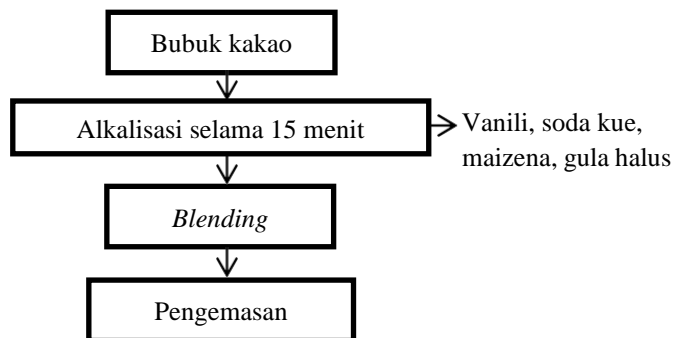 Bubuk kakao
Alkalisasi selama 15 menit
Vanili, soda kue,
maizena, gula halus
Blending
Pengemasan